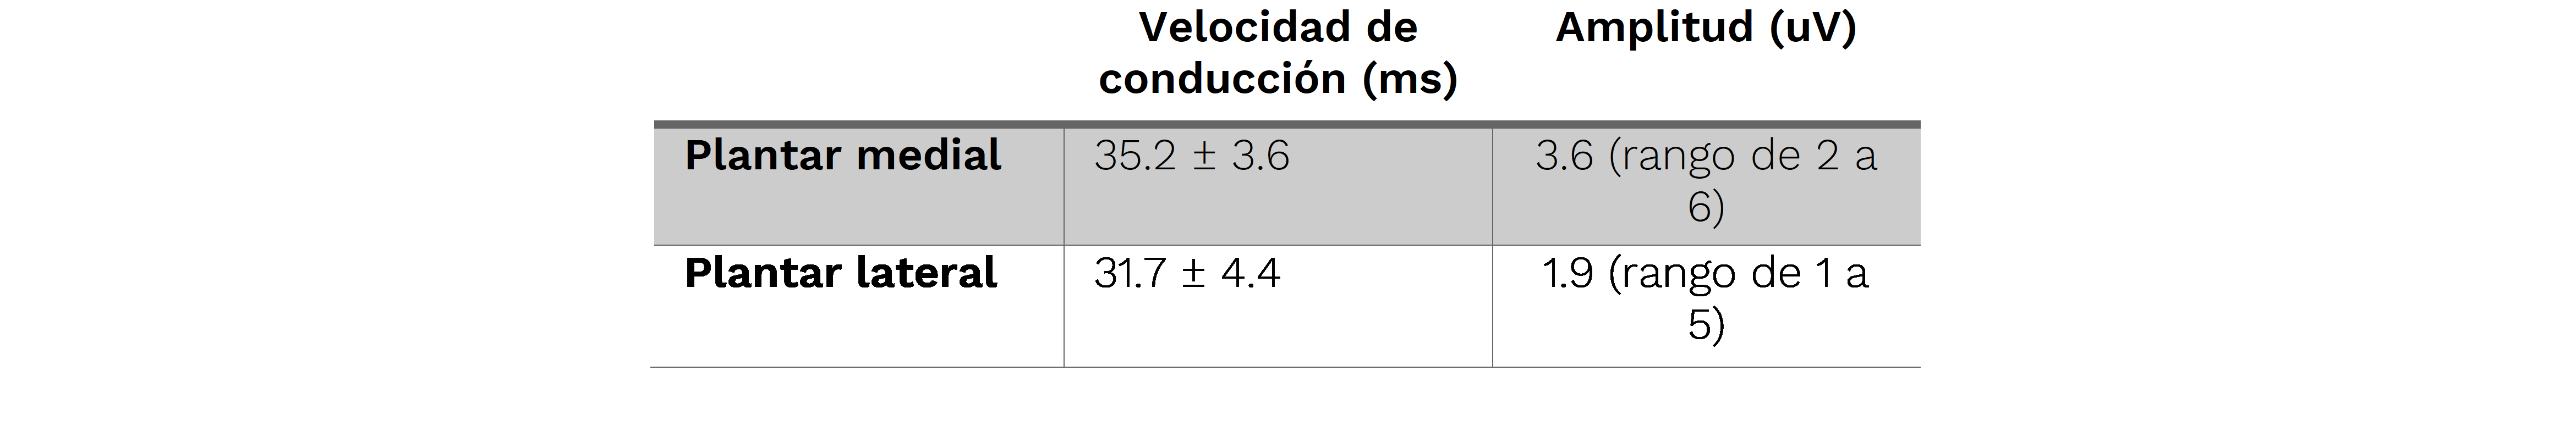 Velocidad de
conducción (ms)
Amplitud (uV)
Plantar medial
35.2 ± 3.6
3.6 (rango de 2 a
6)
Plantar lateral
31.7 ± 4.4
1.9 (rango de 1 a
5)